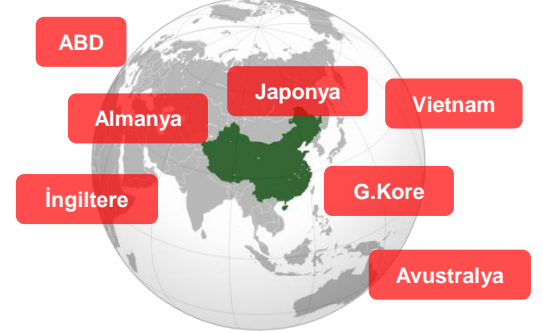 ABD
Japonya
Vietnam
Almanya
İngiltere
G.Kore
Avustralya